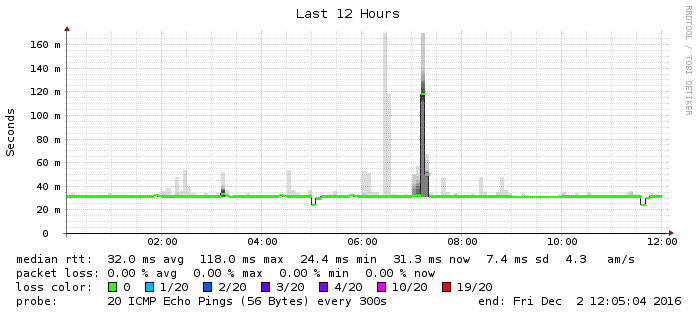 Last 12 Hours
RRDTOOL / TOBI OETIKER
Seconds
160 m
140 m
120 m
100 m
80 m
60 m
40 m
20 m
0
02:00 04:00 06:00 08:00 10:00 12:00
median rtt: 32.0 ms avg 118.0 ms max 24.4 ms min 31.3 ms now 7.4 ms sd 4.3 am/s
packet loss: 0.00 % avg 0.00 % max 0.00 % min 0.00 % now
loss color: 0 1/20 2/20 3/20 4/20 10/20 19/20
probe: 20 ICMP Echo Pings (56 Bytes) every 300s end: Fri Dec 2 12:05:04 2016